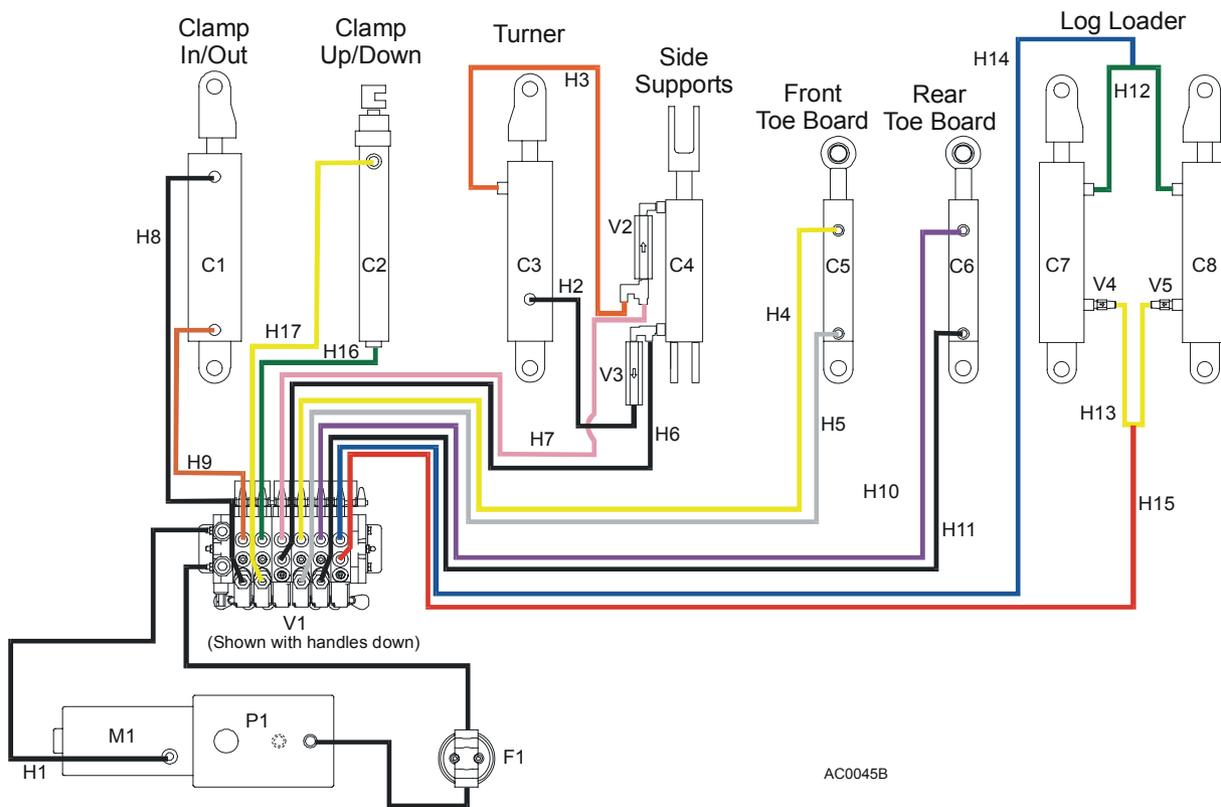 Clamp
In/Out
Clamp
Up/Down
Turner
Side
Supports
Front
Toe Board
Rear
Toe Board
Log Loader
H3
H14
H12
H8
V2
C1
C2
C3
C4
C5
C6
C7
C8
H2
V4
V5
H17
H4
H16
V3
H13
H7
H6
H5
H9
H10
H11
H15
V1
(Shown with handles down)
M1
P1
F1
H1
AC0045B